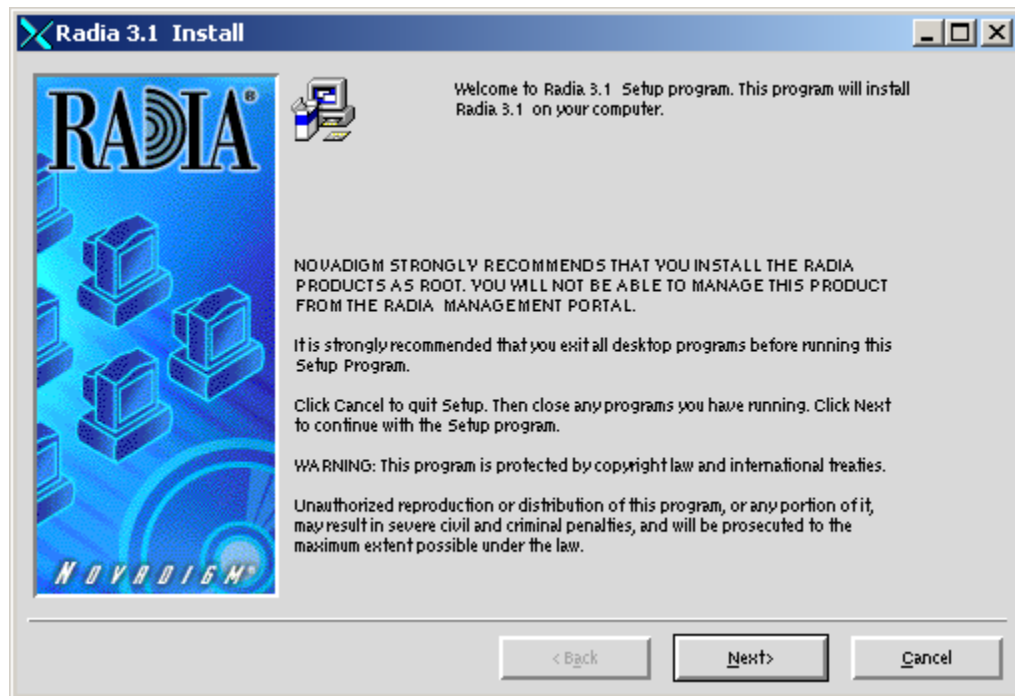 Radia 3.1 Install
RADIA®
Welcome to Radia 3.1 Setup program. This program will install
Radia 3.1 on your computer.
NOVADIGM STRONGLY RECOMMENDS THAT YOU INSTALL THE RADIA
PRODUCTS AS ROOT. YOU WILL NOT BE ABLE TO MANAGE THIS PRODUCT
FROM THE RADIA MANAGEMENT PORTAL.
It is strongly recommended that you exit all desktop programs before running this
Setup Program.
Click Cancel to quit Setup. Then close any programs you have running. Click Next
to continue with the Setup program.
WARNING: This program is protected by copyright law and international treaties.
Unauthorized reproduction or distribution of this program, or any portion of it,
may result in severe civil and criminal penalties, and will be prosecuted to the
maximum extent possible under the law.
NOVADIGM®
< Back
Next>
Cancel